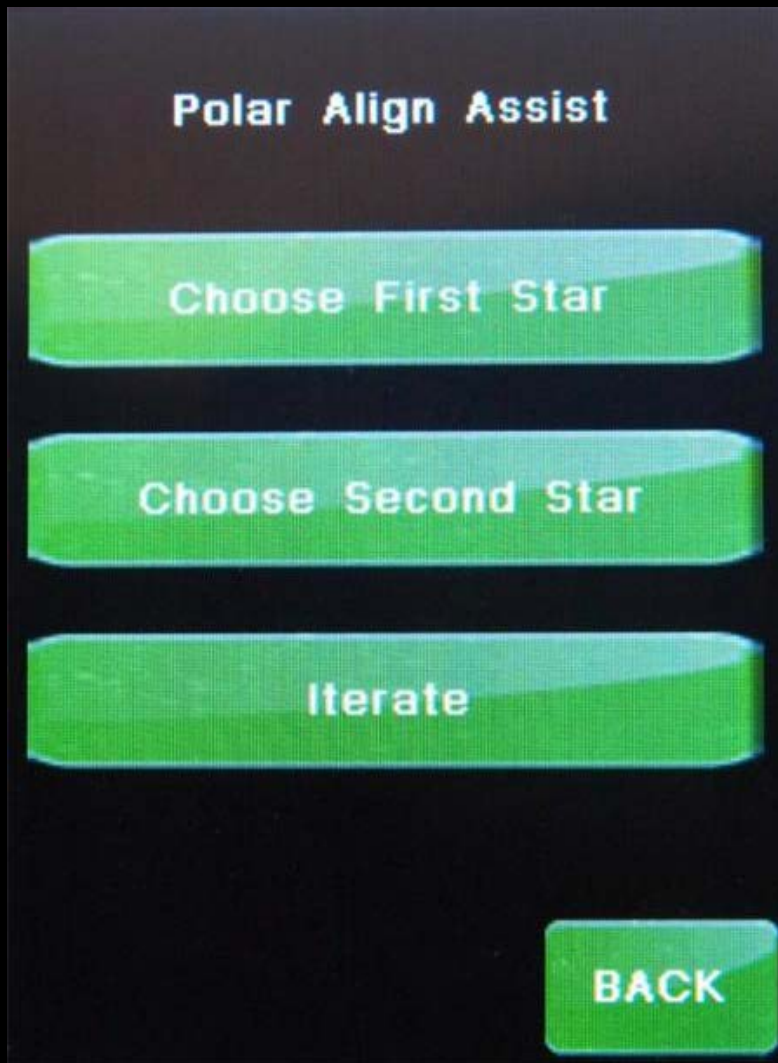 Polar Align Assist
Choose First Star
Choose Second Star
Iterate
BACK